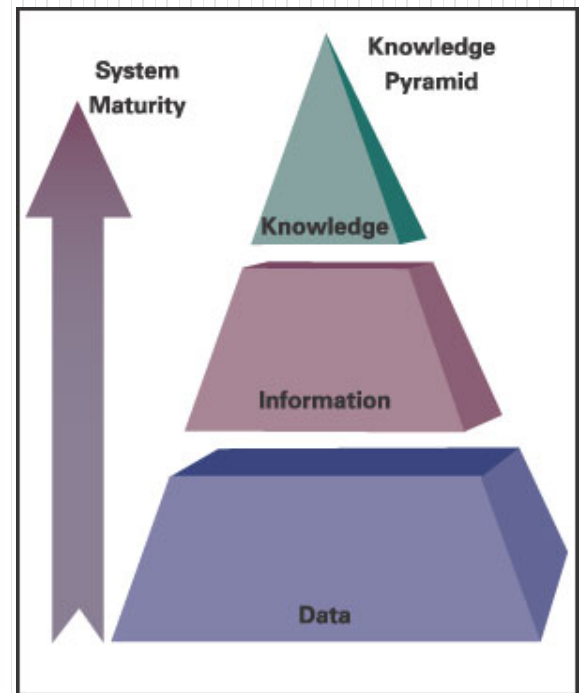 System
Maturity
Knowledge
Pyramid
Knowledge
Information
Data